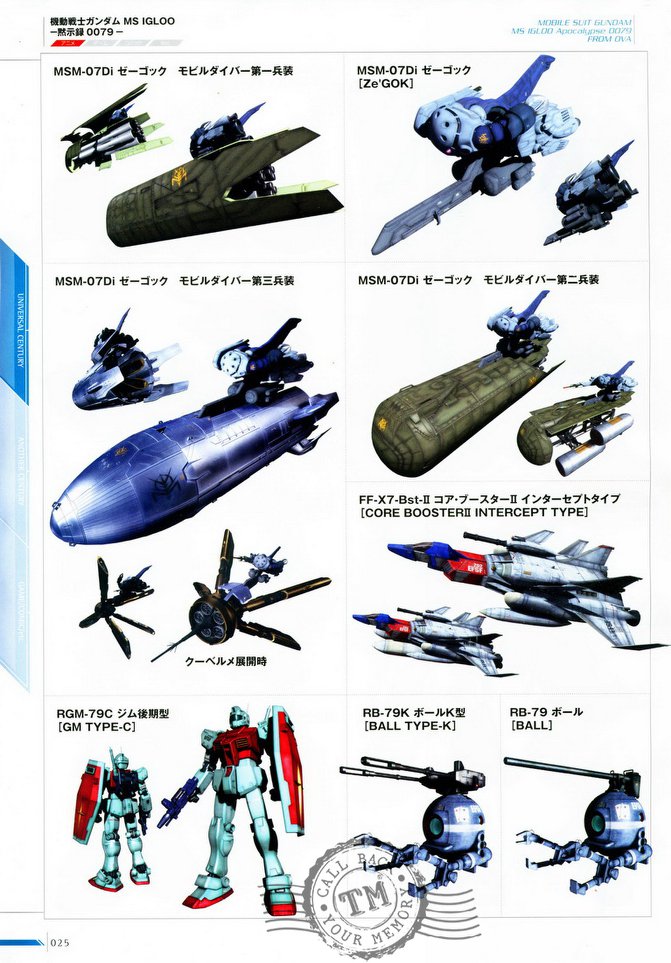 機動戦士ガンダム MS IGLOO
−黙示録 0079−
アニメ
MOBILE SUIT GUNDAM
MS IGLOO Apocalypse 0079
FROM OVA
MSM-07Di ゼーゴック モビルダイバー第一兵装
MSM-07Di ゼーゴック
[Ze'GOK]
MSM-07Di ゼーゴック モビルダイバー第三兵装
MSM-07Di ゼーゴック モビルダイバー第二兵装
UNIVERSAL CENTURY
ANOTHER CENTURY
GAME/COMIC/etc.
クーベルメ展開時
FF-X7-Bst-II コア・ブースターII インターセプトタイプ
[CORE BOOSTERII INTERCEPT TYPE]
RGM-79C ジム後期型
[GM TYPE-C]
RB-79K ボールK型
[BALL TYPE-K]
RB-79 ボール
[BALL]
CALL BACK
TM
YOUR MEMORY
025